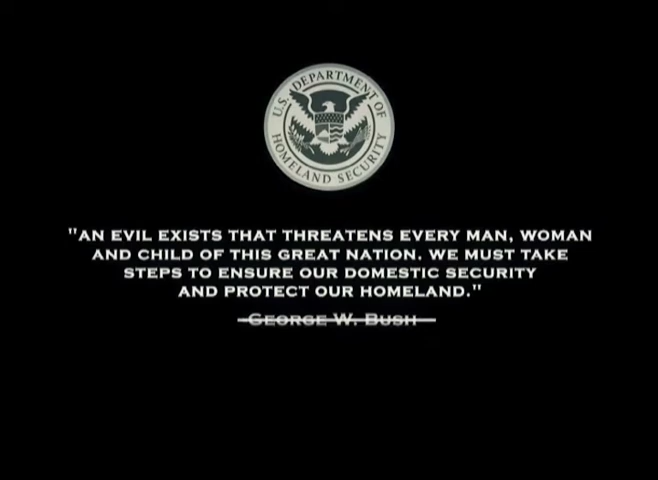 U.S. DEPARTMENT OF
HOMELAND SECURITY
"AN EVIL EXISTS THAT THREATENS EVERY MAN, WOMAN
AND CHILD OF THIS GREAT NATION. WE MUST TAKE
STEPS TO ENSURE OUR DOMESTIC SECURITY
AND PROTECT OUR HOMELAND."
-GEORGE W. BUSH